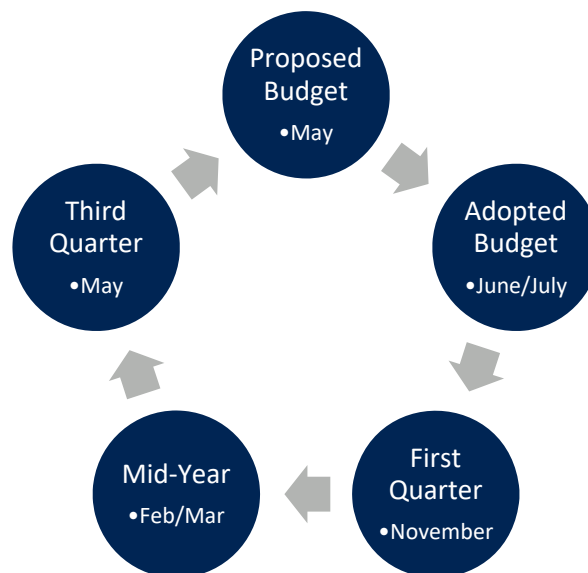 Proposed
Budget
•May
Adopted
Budget
•June/July
First
Quarter
•November
Mid-Year
•Feb/Mar
Third
Quarter
•May